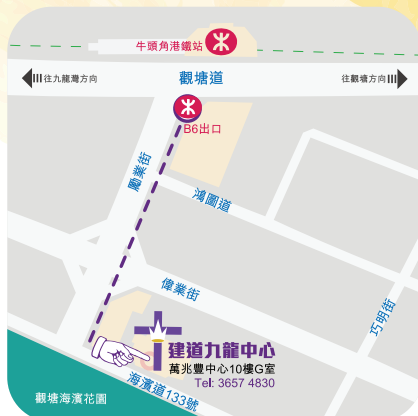 牛頭角港鐵站
往九龍灣方向
觀塘道
往觀塘方向
B6出口
勵業街
鴻圖道
偉業街
巧明街
建道九龍中心
萬兆豐中心10樓G室
Tel: 3657 4830
海濱道133號
觀塘海濱花園